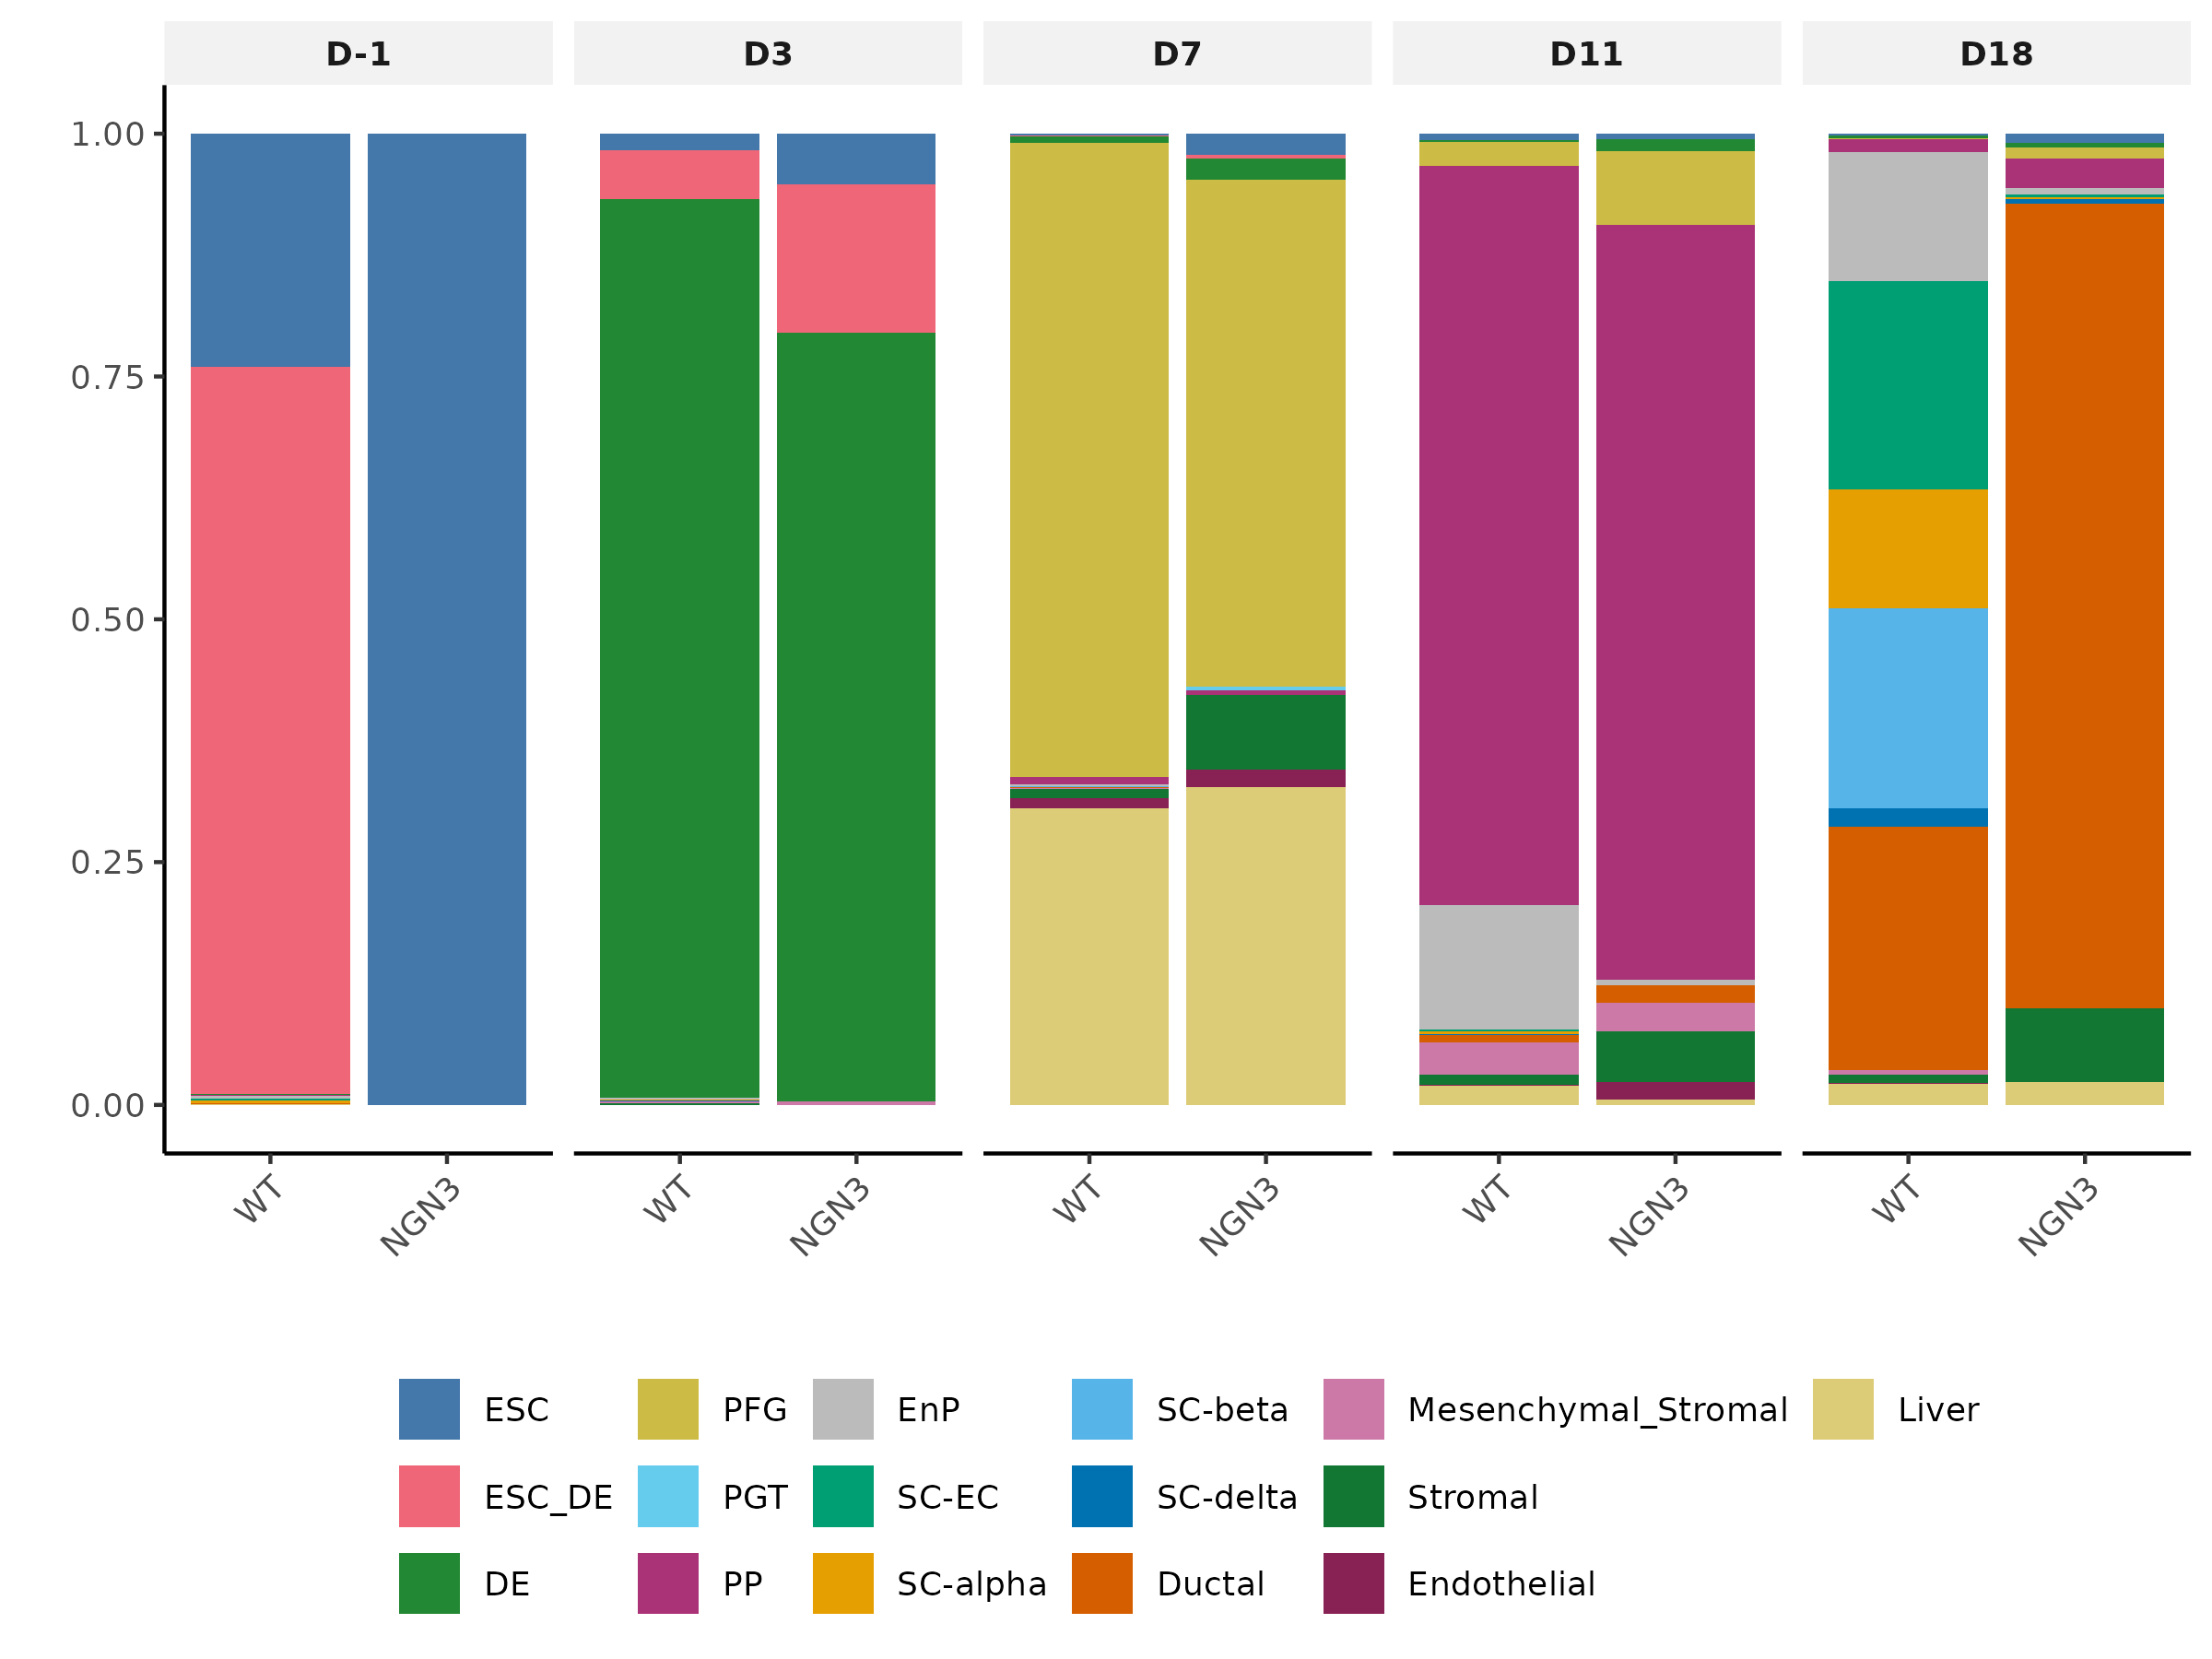 D-1 D3 D7 D11 D18
1.00
0.75
0.50
0.25
0.00
WT NGN3 WT NGN3 WT NGN3 WT NGN3 WT NGN3
ESC PFG EnP SC-beta Mesenchymal_Stromal Liver
ESC_DE PGT SC-EC SC-delta Stromal
DE PP SC-alpha Ductal Endothelial